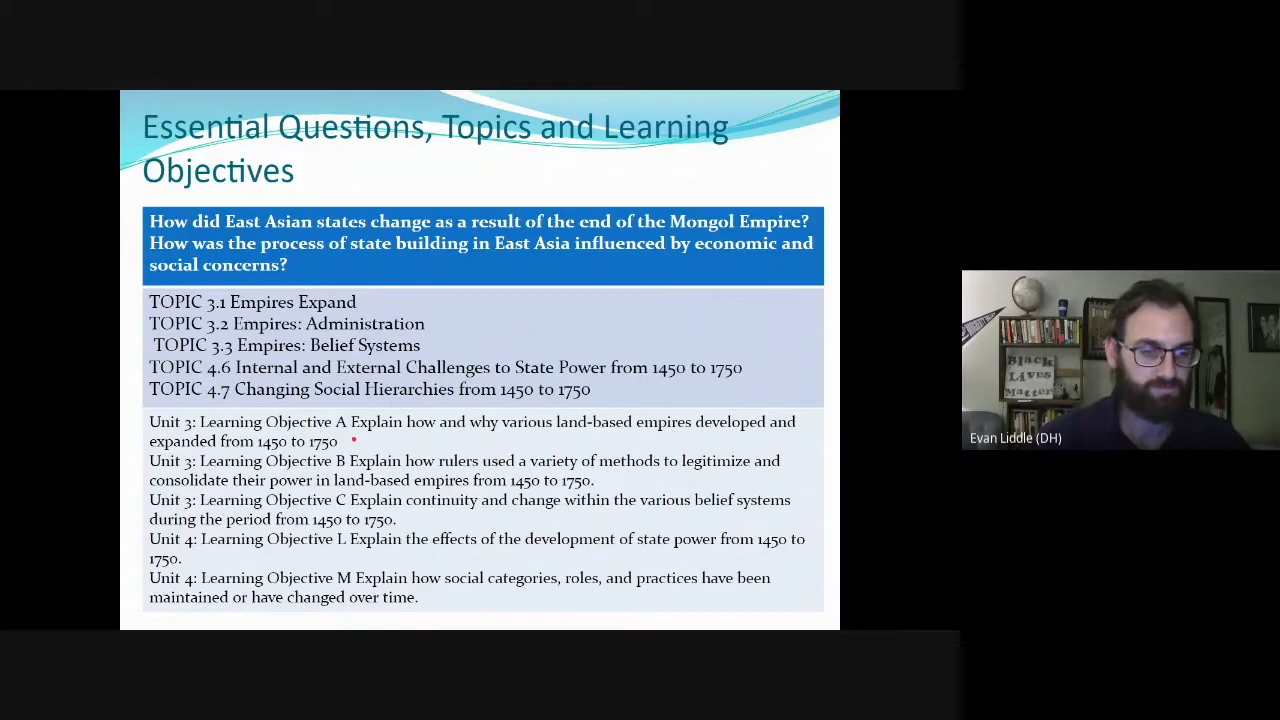 Essential Questions, Topics and Learning
Objectives
How did East Asian states change as a result of the end of the Mongol Empire?
How was the process of state building in East Asia influenced by economic and
social concerns?
TOPIC 3.1 Empires Expand
TOPIC 3.2 Empires: Administration
TOPIC 3.3 Empires: Belief Systems
TOPIC 4.6 Internal and External Challenges to State Power from 1450 to 1750
TOPIC 4.7 Changing Social Hierarchies from 1450 to 1750
Unit 3: Learning Objective A Explain how and why various land-based empires developed and
expanded from 1450 to 1750
Unit 3: Learning Objective B Explain how rulers used a variety of methods to legitimize and
consolidate their power in land-based empires from 1450 to 1750.
Unit 3: Learning Objective C Explain continuity and change within the various belief systems
during the period from 1450 to 1750.
Unit 4: Learning Objective L Explain the effects of the development of state power from 1450 to
1750.
Unit 4: Learning Objective M Explain how social categories, roles, and practices have been
maintained or have changed over time.
Black
Lives
Matter
Evan Liddle (DH)